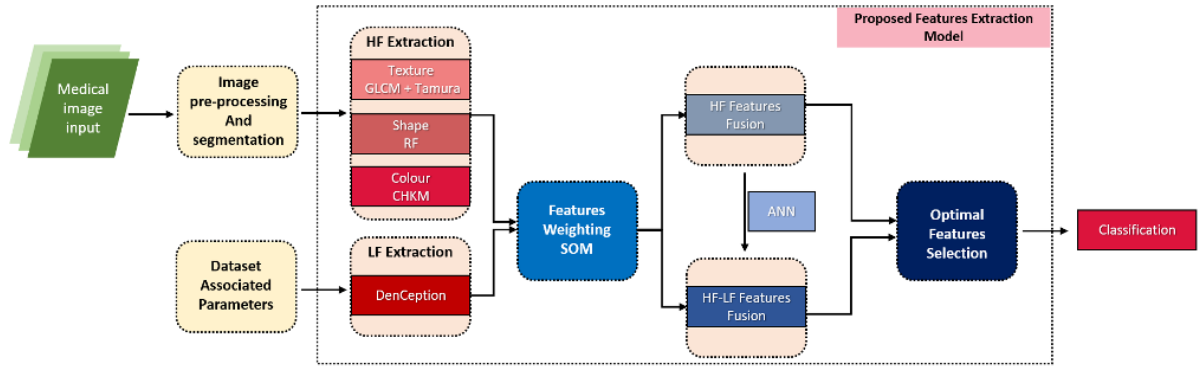 Proposed Features Extraction
Model
Medical
image
input
Image
pre-processing
And
segmentation
HF Extraction
Texture
GLCM + Tamura
Shape
RF
Colour
CHKM
Dataset
Associated
Parameters
LF Extraction
DenCeption
Features
Weighting
SOM
HF Features
Fusion
ANN
HF-LF Features
Fusion
Optimal
Features
Selection
Classification